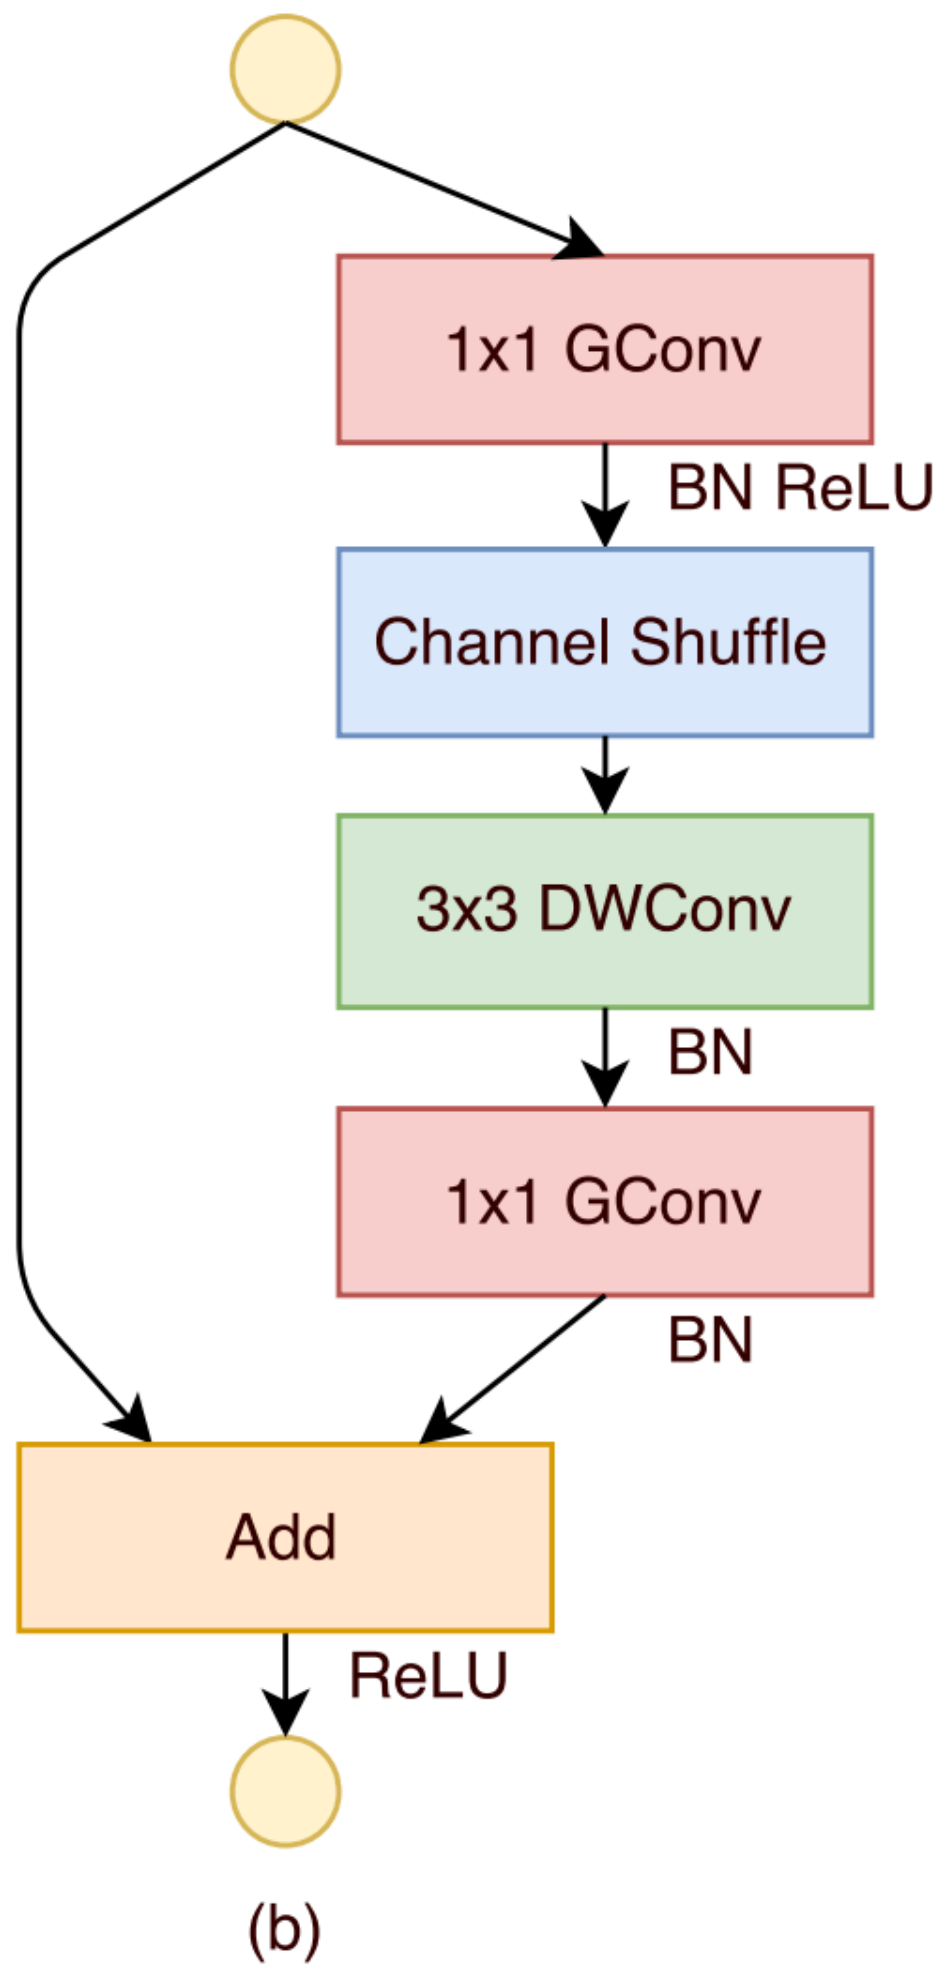 1x1 GConv
BN ReLU
Channel Shuffle
3x3 DWConv
BN
1x1 GConv
BN
Add
ReLU
(b)